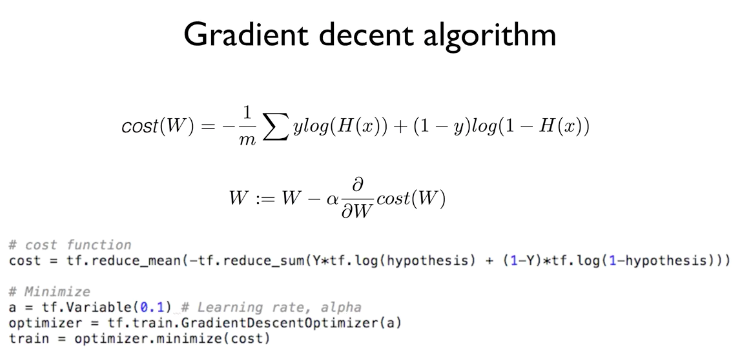 Gradient decent algorithm
cost(W) = −1/m ∑ ylog(H(x)) + (1 − y)log(1 − H(x))
W := W − α ∂/∂W cost(W)
# cost function
cost = tf.reduce_mean(-tf.reduce_sum(Y*tf.log(hypothesis) + (1-Y)*tf.log(1-hypothesis)))
# Minimize
a = tf.Variable(0.1) # Learning rate, alpha
optimizer = tf.train.GradientDescentOptimizer(a)
train = optimizer.minimize(cost)